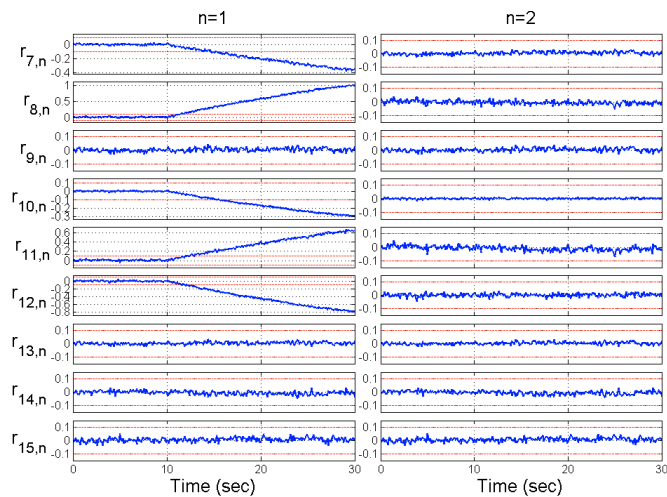 n=1 n=2
r7,n 0 -0.2 -0.4 0.1 0 -0.1
r8,n 1 0.5 0 0.1 0 -0.1
r9,n 0.1 0 -0.1 0.1 0 -0.1
r10,n 0.1 0 -0.1 -0.2 -0.3 0.1 0 -0.1
r11,n 0.6 0.4 0.2 0 0.1 0 -0.1
r12,n 0 -0.2 -0.4 -0.6 -0.8 0.1 0 -0.1
r13,n 0.1 0 -0.1 0.1 0 -0.1
r14,n 0.1 0 -0.1 0.1 0 -0.1
r15,n 0.1 0 -0.1 0.1 0 -0.1
0 10 20 30 0 10 20 30
Time (sec) Time (sec)